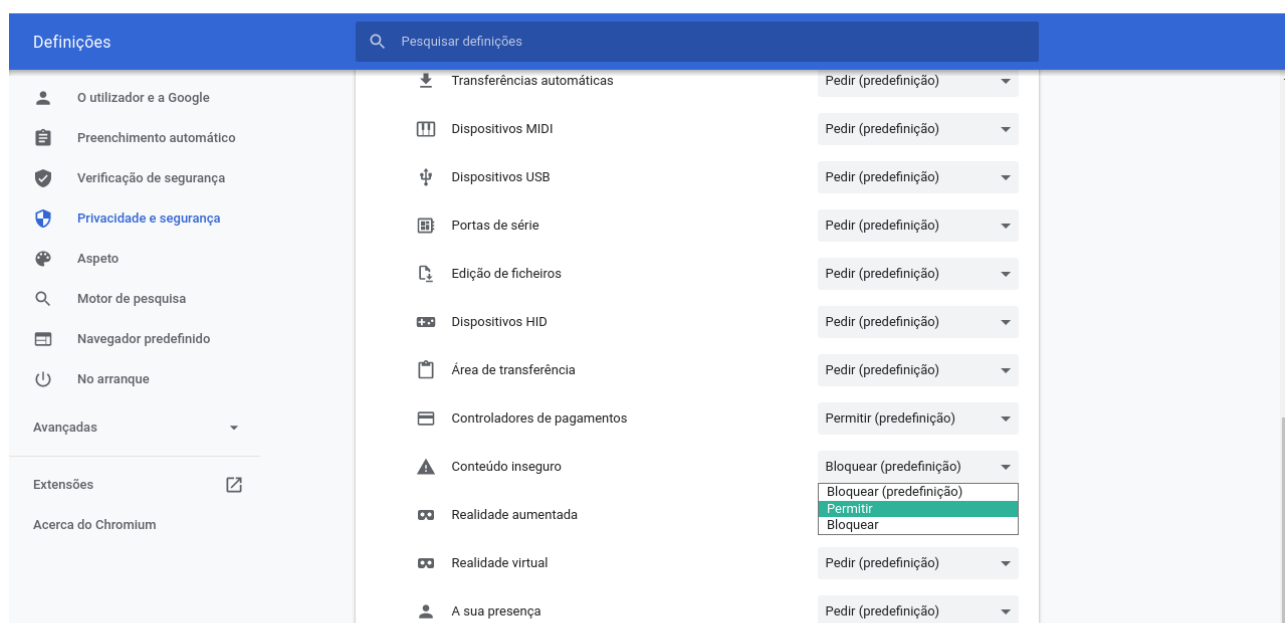 Definições
Pesquisar definições
O utilizador e a Google
Preenchimento automático
Verificação de segurança
Privacidade e segurança
Aspeto
Motor de pesquisa
Navegador predefinido
No arranque
Avançadas
Extensões
Acerca do Chromium
Transferências automáticas Pedir (predefinição)
Dispositivos MIDI Pedir (predefinição)
Dispositivos USB Pedir (predefinição)
Portas de série Pedir (predefinição)
Edição de ficheiros Pedir (predefinição)
Dispositivos HID Pedir (predefinição)
Área de transferência Pedir (predefinição)
Controladores de pagamentos Permitir (predefinição)
Conteúdo inseguro Bloquear (predefinição)
Bloquear (predefinição)
Permitir
Bloquear
Realidade aumentada
Realidade virtual Pedir (predefinição)
A sua presença Pedir (predefinição)